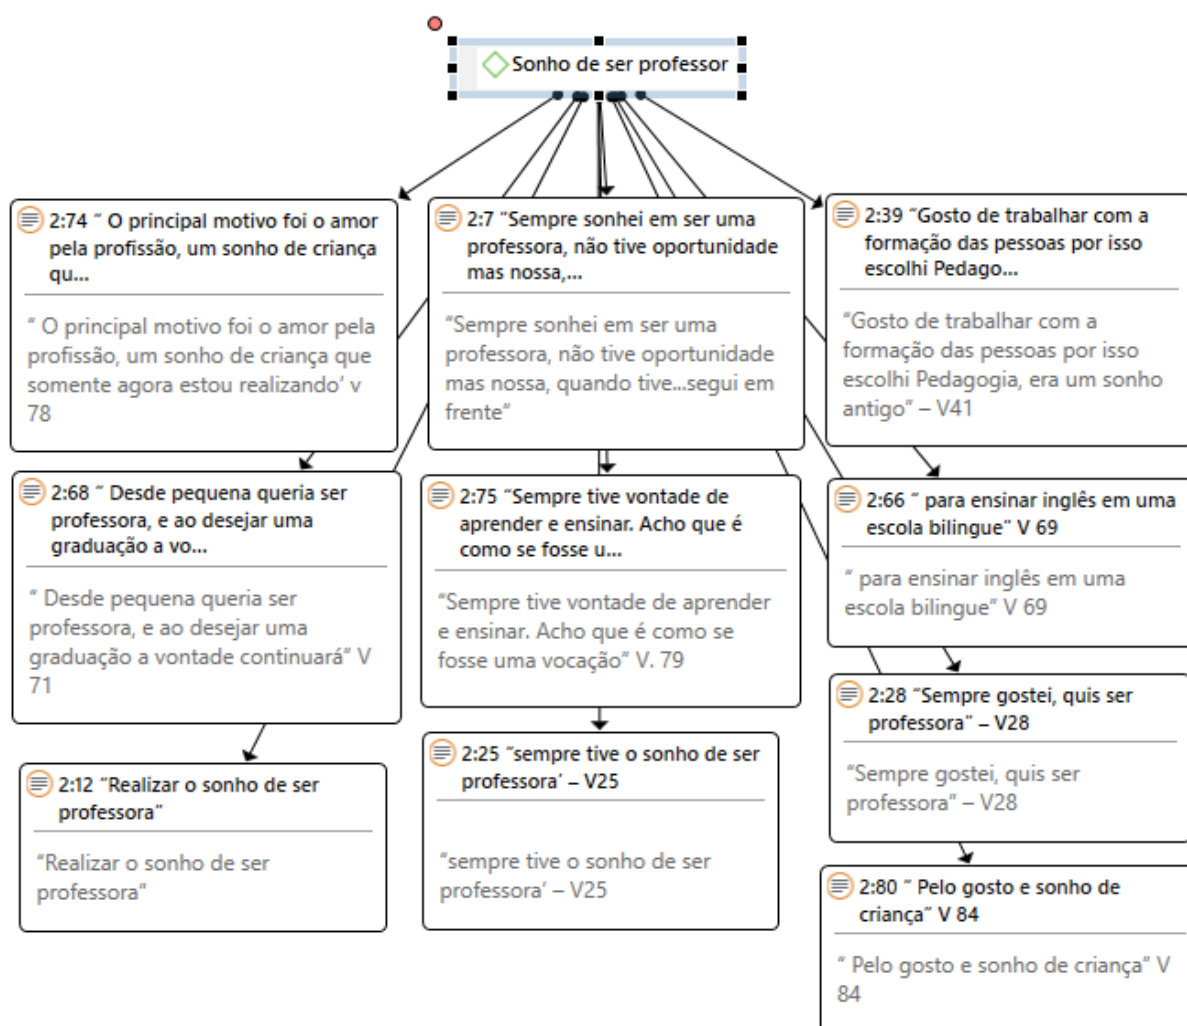 Sonho de ser professor
2:74 “ O principal motivo foi o amor
pela profissão, um sonho de criança
qu...
“ O principal motivo foi o amor pela
profissão, um sonho de criança que
somente agora estou realizando’ v
78
2:7 “Sempre sonhei em ser uma
professora, não tive oportunidade
mas nossa,...
“Sempre sonhei em ser uma
professora, não tive oportunidade
mas nossa, quando tive...segui em
frente”
2:39 “Gosto de trabalhar com a
formação das pessoas por isso
escolhi Pedago...
“Gosto de trabalhar com a
formação das pessoas por isso
escolhi Pedagogia, era um sonho
antigo” – V41
2:68 “ Desde pequena queria ser
professora, e ao desejar uma
graduação a vo...
“ Desde pequena queria ser
professora, e ao desejar uma
graduação a vontade continuará” V
71
2:75 “Sempre tive vontade de
aprender e ensinar. Acho que é
como se fosse u...
“Sempre tive vontade de aprender
e ensinar. Acho que é como se
fosse uma vocação” V. 79
2:66 “ para ensinar inglês em uma
escola bilingue” V 69
“ para ensinar inglês em uma
escola bilingue” V 69
2:28 “Sempre gostei, quis ser
professora” – V28
“Sempre gostei, quis ser
professora” – V28
2:12 “Realizar o sonho de ser
professora”
“Realizar o sonho de ser
professora”
2:25 “sempre tive o sonho de ser
professora’ – V25
“sempre tive o sonho de ser
professora’ – V25
2:80 “ Pelo gosto e sonho de
criança” V 84
“ Pelo gosto e sonho de criança” V
84